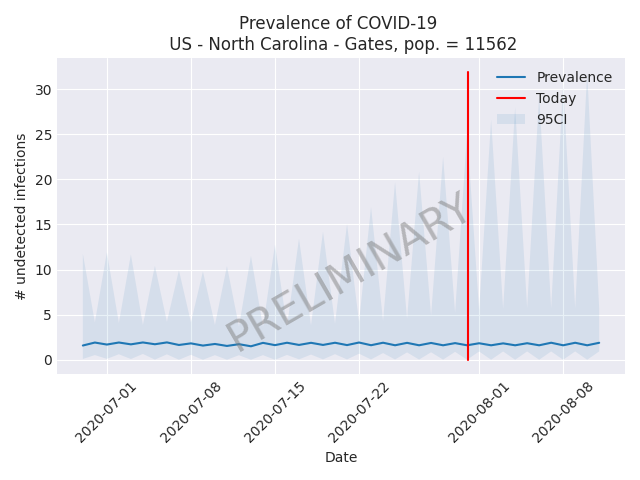 Prevalence of COVID-19
US - North Carolina - Gates, pop. = 11562
Prevalence
Today
95CI
30
25
20
15
10
5
0
# undetected infections
PRELIMINARY
2020-07-01
2020-07-08
2020-07-15
2020-07-22
2020-08-01
2020-08-08
Date